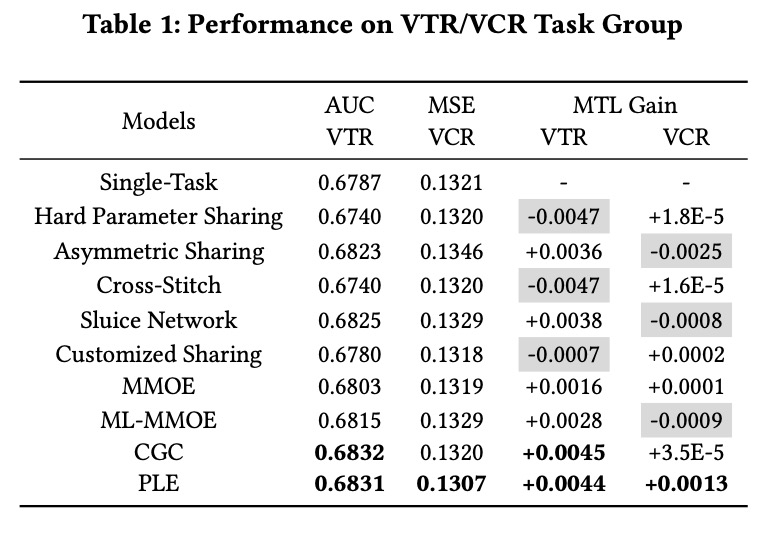 Table 1: Performance on VTR/VCR Task Group
Models AUC MSE MTL Gain
VTR VCR VTR VCR
Single-Task 0.6787 0.1321 - -
Hard Parameter Sharing 0.6740 0.1320 -0.0047 +1.8E-5
Asymmetric Sharing 0.6823 0.1346 +0.0036 -0.0025
Cross-Stitch 0.6740 0.1320 -0.0047 +1.6E-5
Sluice Network 0.6825 0.1329 +0.0038 -0.0008
Customized Sharing 0.6780 0.1318 -0.0007 +0.0002
MMOE 0.6803 0.1319 +0.0016 +0.0001
ML-MMOE 0.6815 0.1329 +0.0028 -0.0009
CGC 0.6832 0.1320 +0.0045 +3.5E-5
PLE 0.6831 0.1307 +0.0044 +0.0013